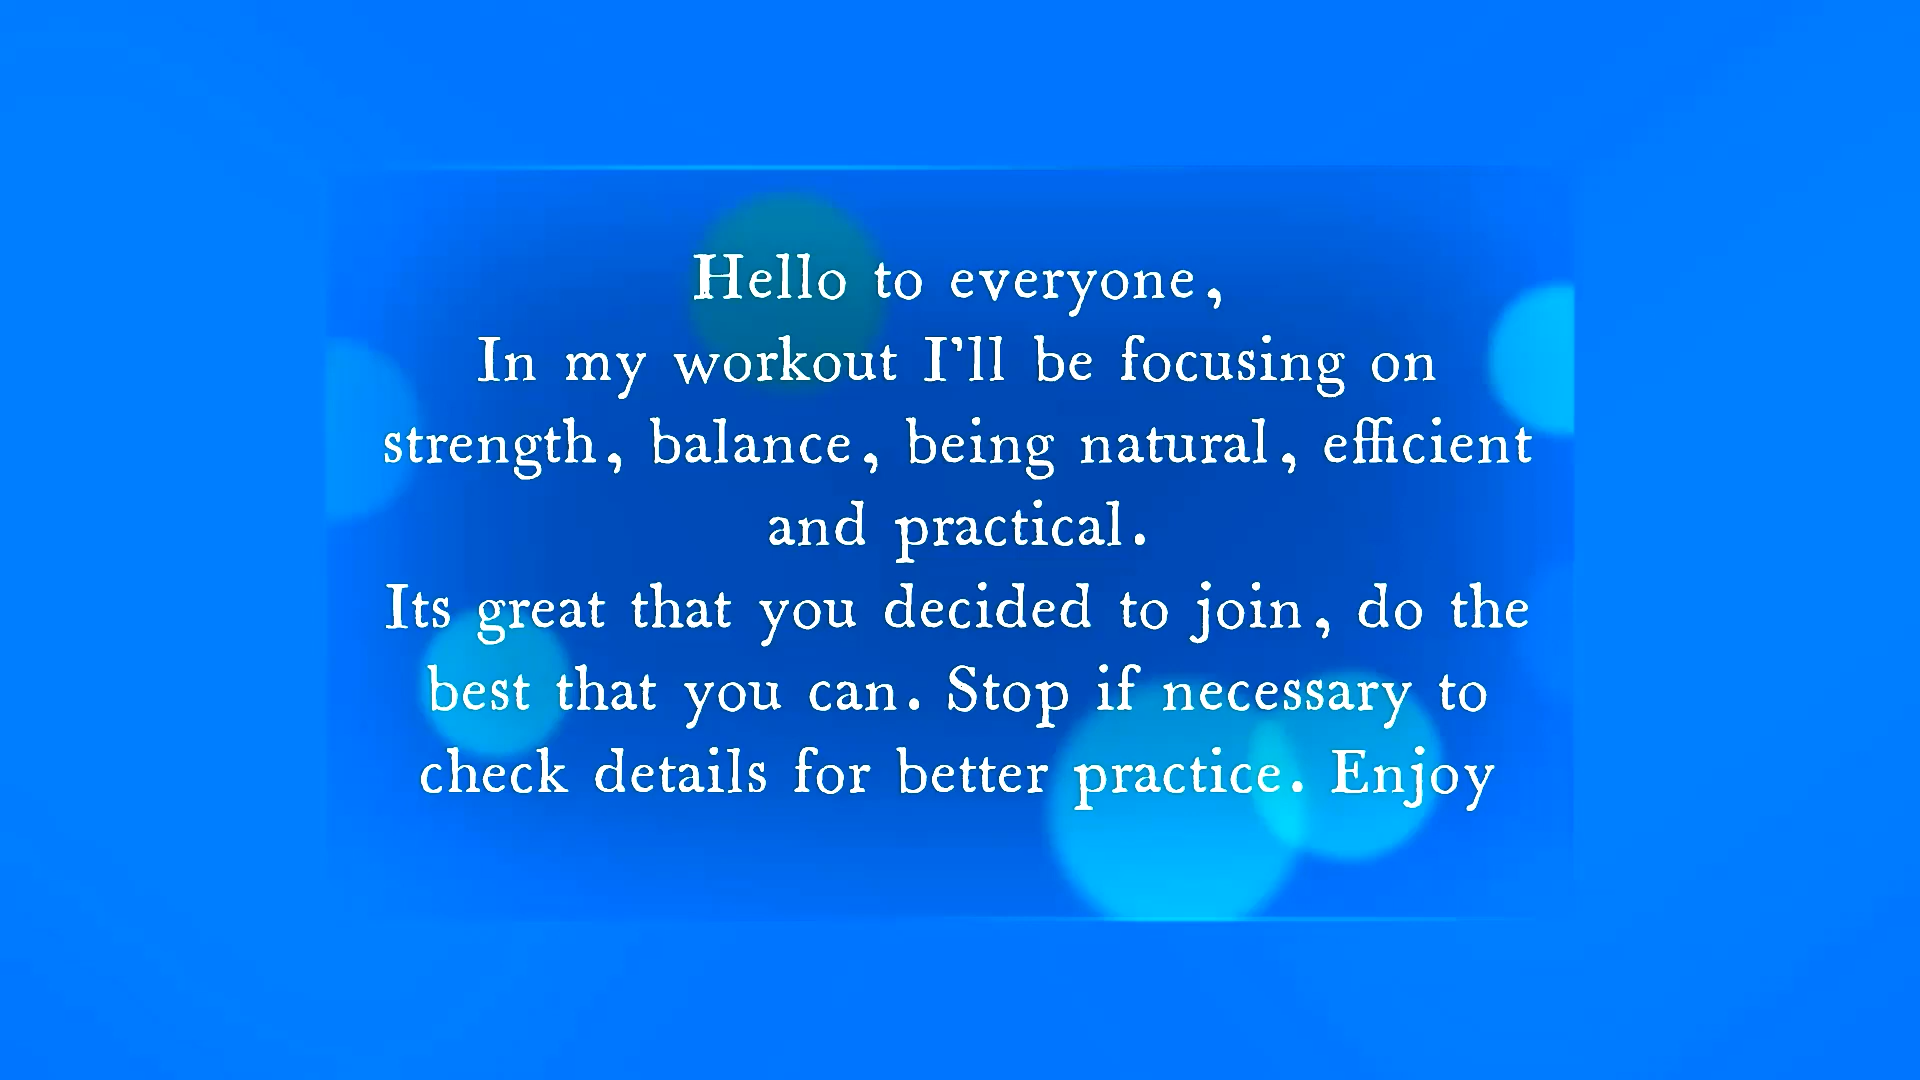 Hello to everyone,
In my workout I'll be focusing on
strength, balance, being natural, efficient
and practical.
Its great that you decided to join, do the
best that you can. Stop if necessary to
check details for better practice. Enjoy